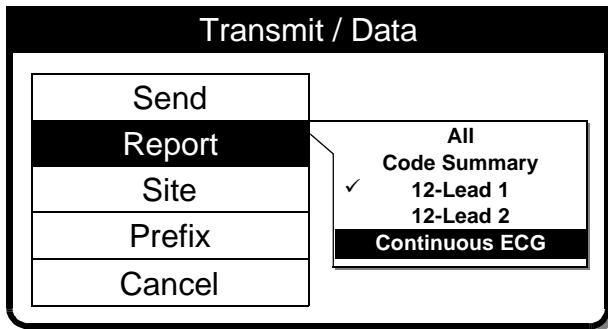 Transmit / Data
Send
Report
Site
Prefix
Cancel
All
Code Summary
✓ 12-Lead 1
12-Lead 2
Continuous ECG